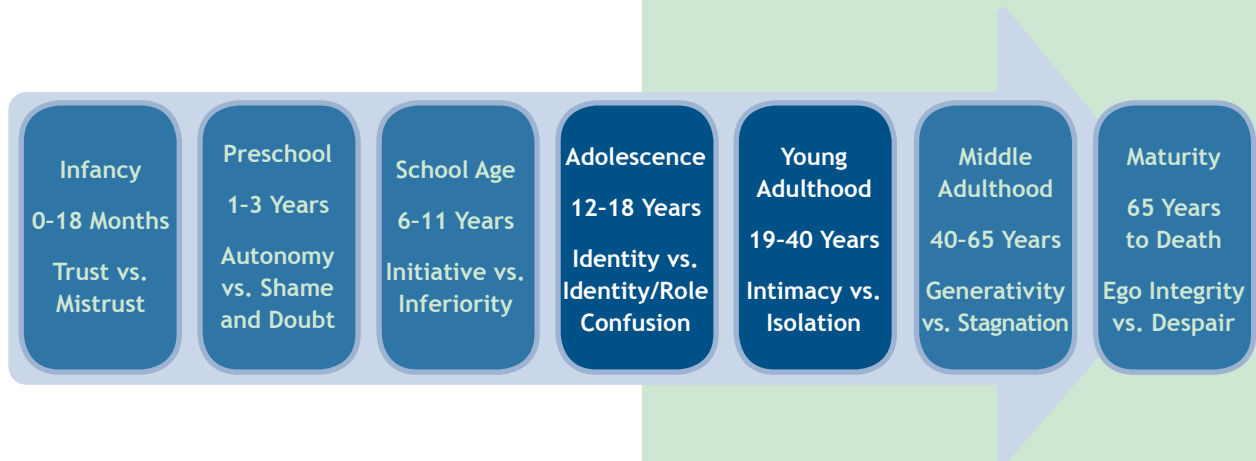 Infancy
0–18 Months
Trust vs.
Mistrust
Preschool
1–3 Years
Autonomy
vs. Shame
and Doubt
School Age
6–11 Years
Initiative vs.
Inferiority
Adolescence
12–18 Years
Identity vs.
Identity/Role
Confusion
Young
Adulthood
19–40 Years
Intimacy vs.
Isolation
Middle
Adulthood
40–65 Years
Generativity
vs. Stagnation
Maturity
65 Years
to Death
Ego Integrity
vs. Despair